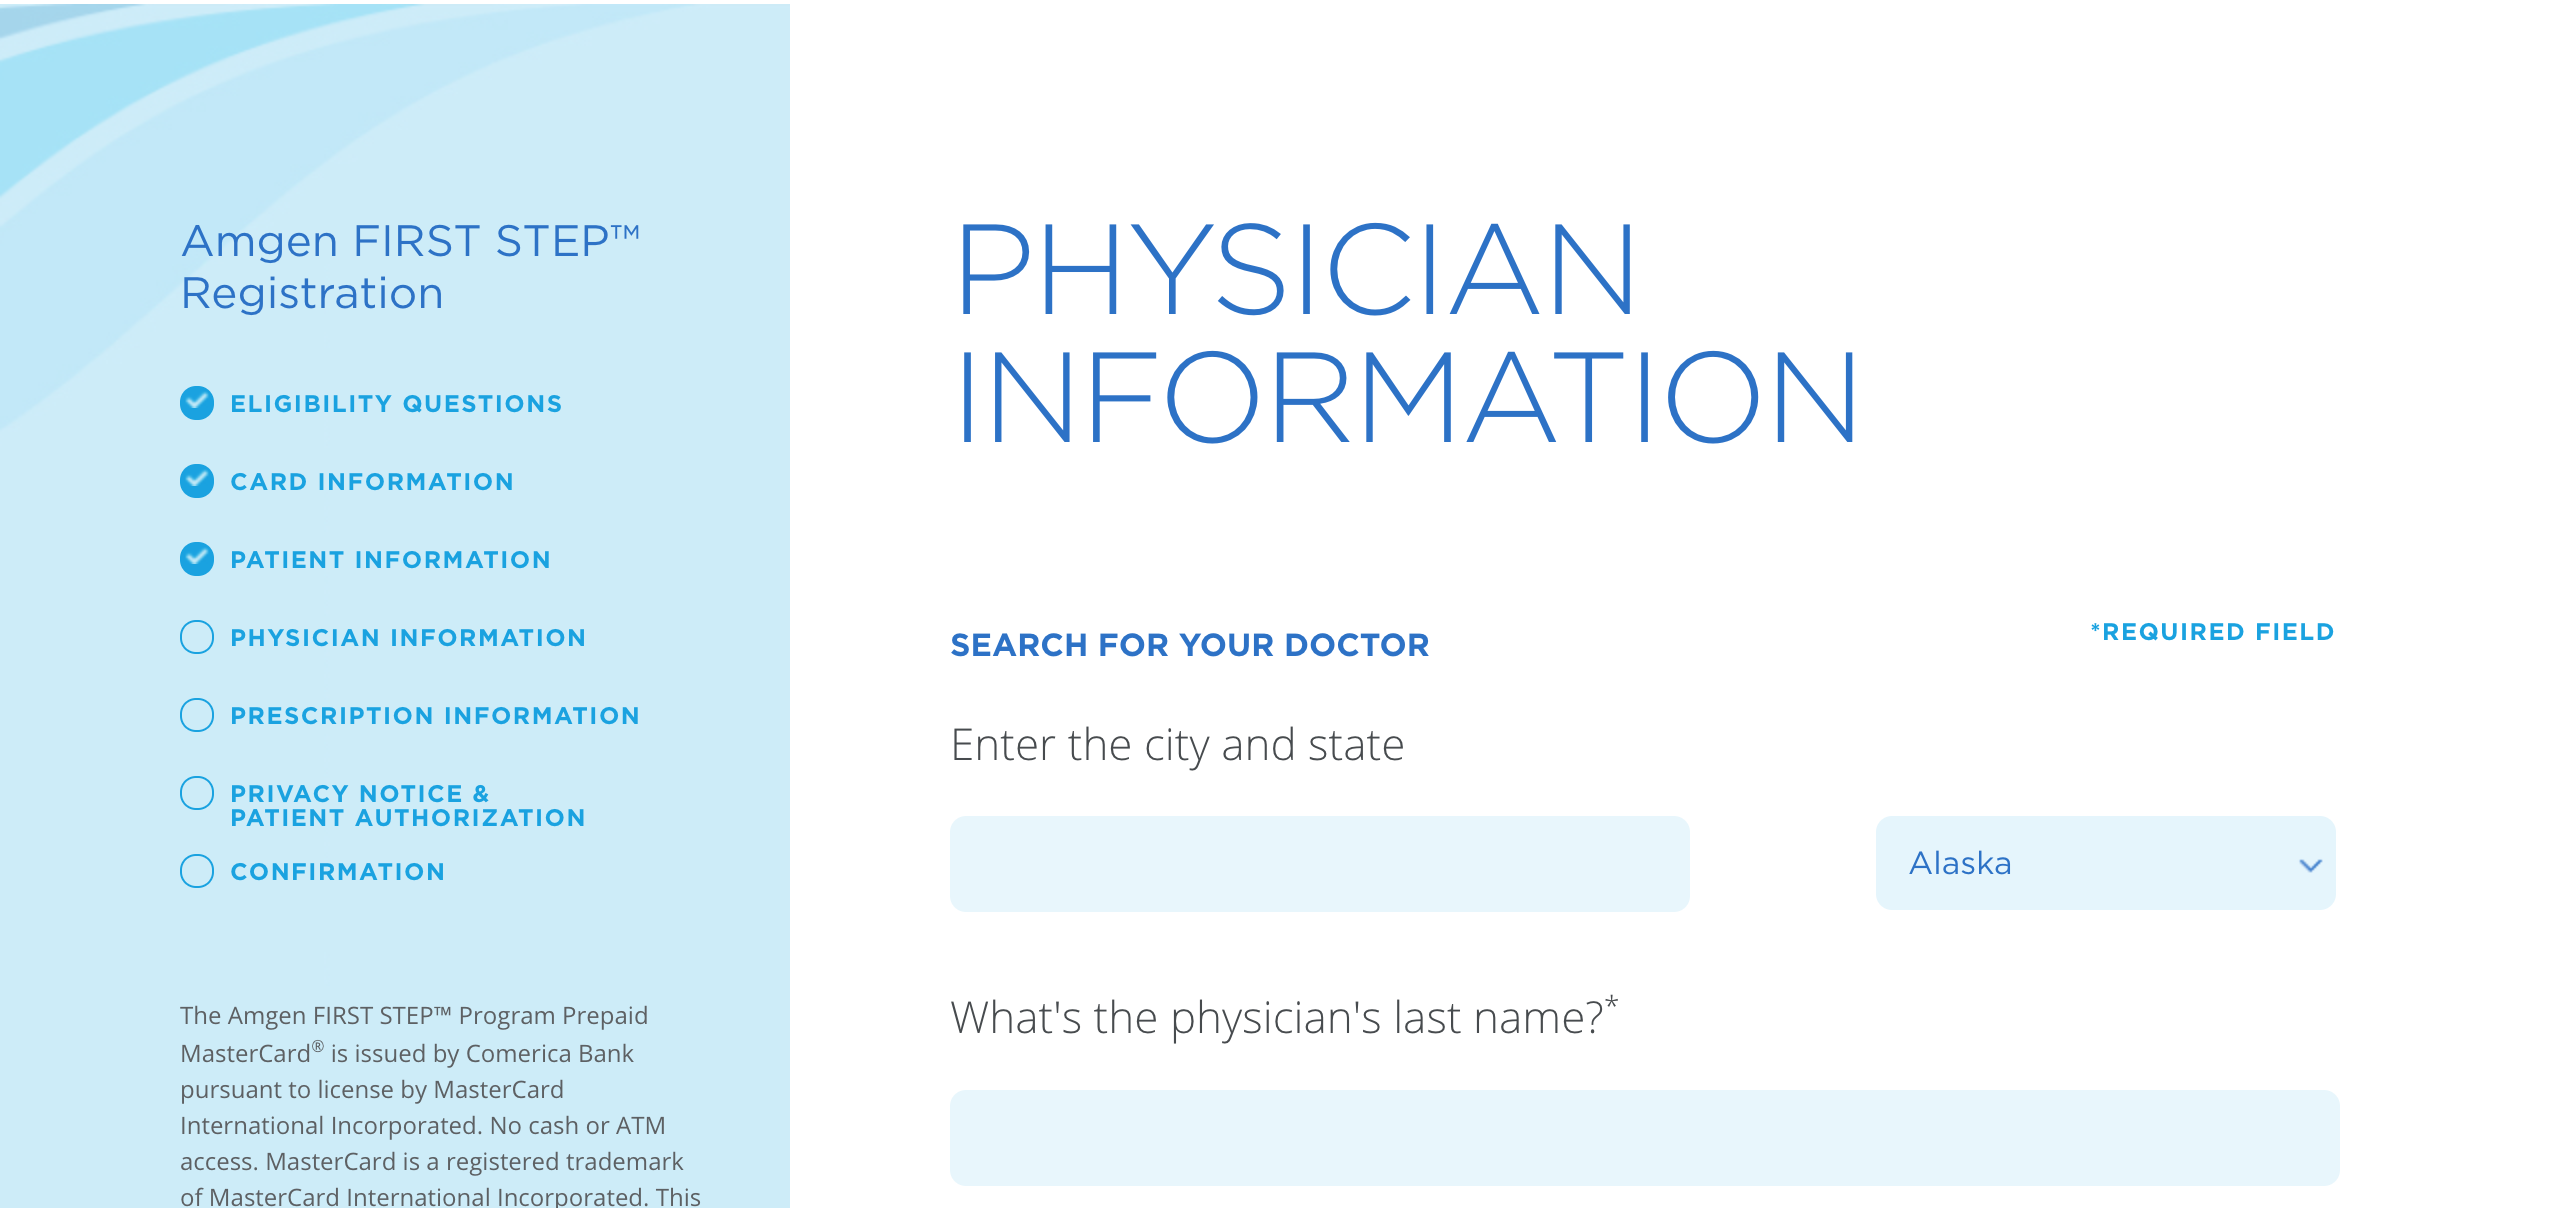 Amgen FIRST STEP™
Registration
ELIGIBILITY QUESTIONS
CARD INFORMATION
PATIENT INFORMATION
PHYSICIAN INFORMATION
PRESCRIPTION INFORMATION
PRIVACY NOTICE &
PATIENT AUTHORIZATION
CONFIRMATION
The Amgen FIRST STEP™ Program Prepaid
MasterCard® is issued by Comerica Bank
pursuant to license by MasterCard
International Incorporated. No cash or ATM
access. MasterCard is a registered trademark
of MasterCard International Incorporated. This
PHYSICIAN
INFORMATION
SEARCH FOR YOUR DOCTOR
*REQUIRED FIELD
Enter the city and state
Alaska
What's the physician's last name?*